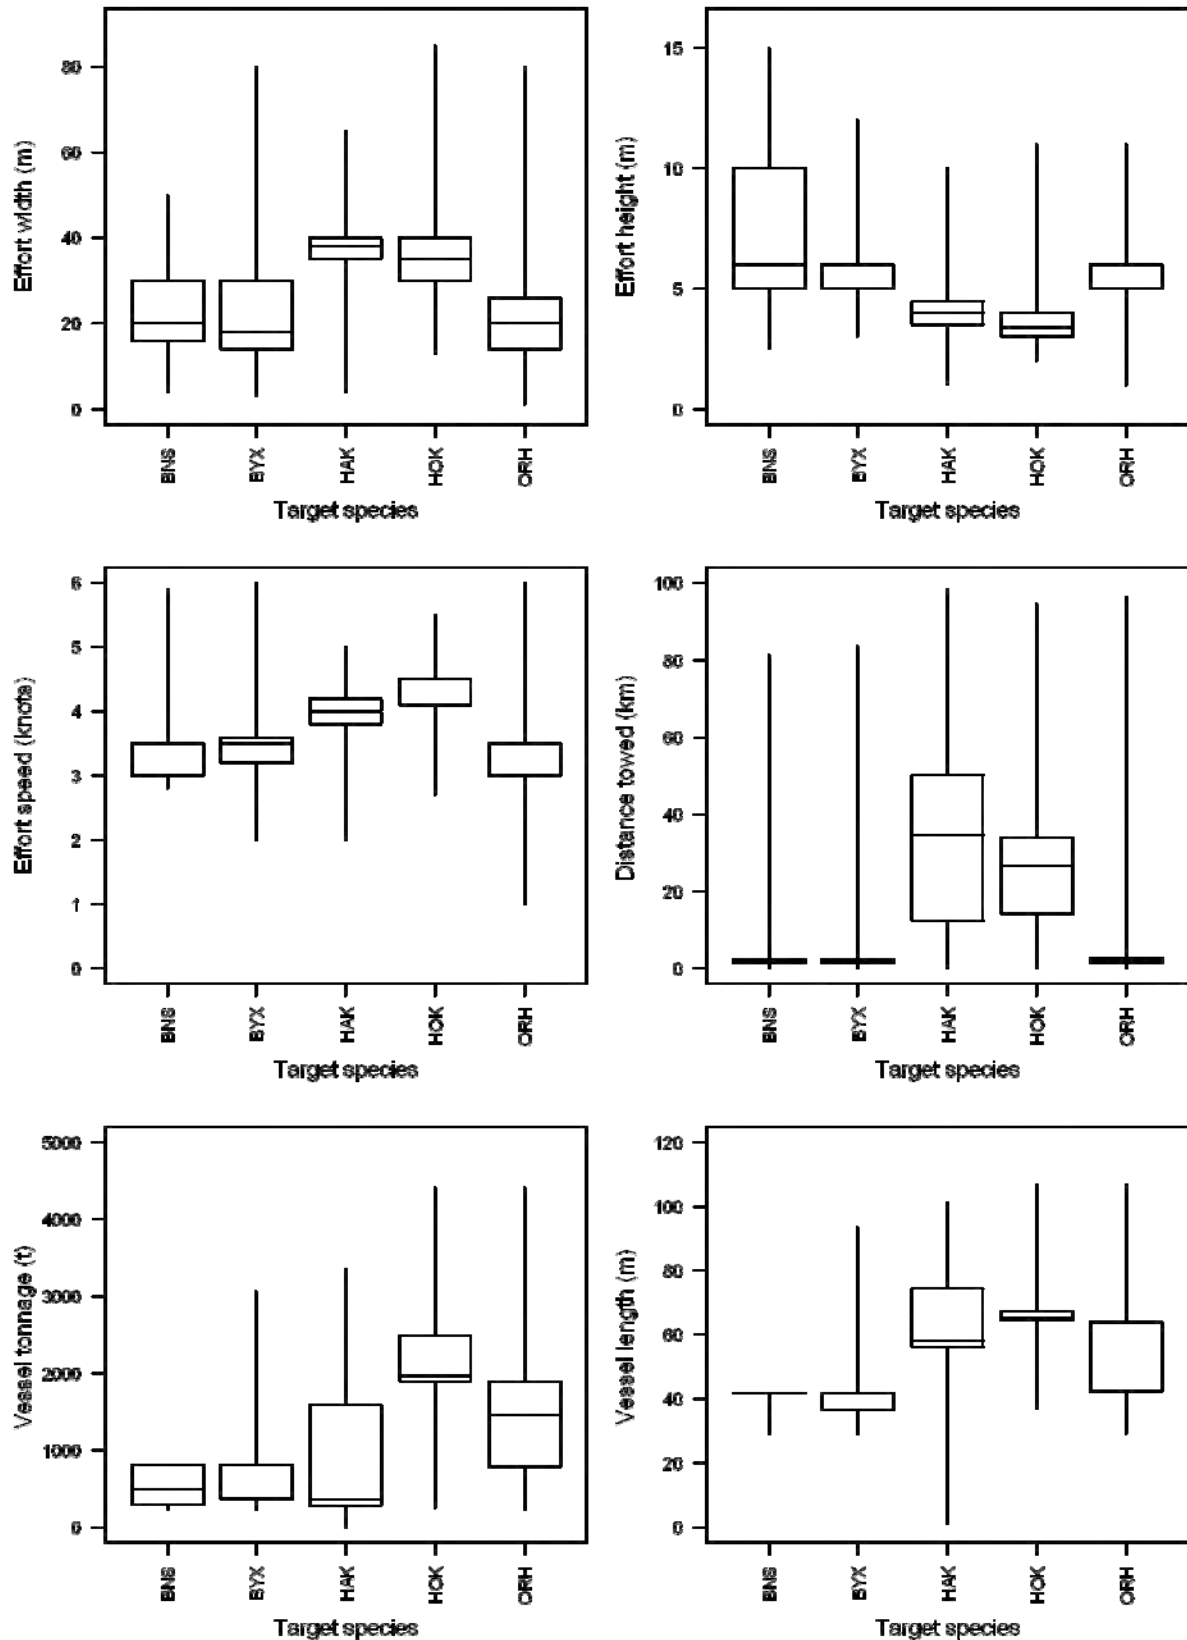 Effort width (m)
80
60
40
20
0
BNS BYX HAK HOK ORH
Target species
Effort height (m)
15
10
5
0
BNS BYX HAK HOK ORH
Target species
Effort speed (knots)
6
5
4
3
2
1
0
BNS BYX HAK HOK ORH
Target species
Distance towed (km)
100
80
60
40
20
0
BNS BYX HAK HOK ORH
Target species
Vessel tonnage (t)
5000
4000
3000
2000
1000
0
BNS BYX HAK HOK ORH
Target species
Vessel length (m)
120
100
80
60
40
20
0
BNS BYX HAK HOK ORH
Target species